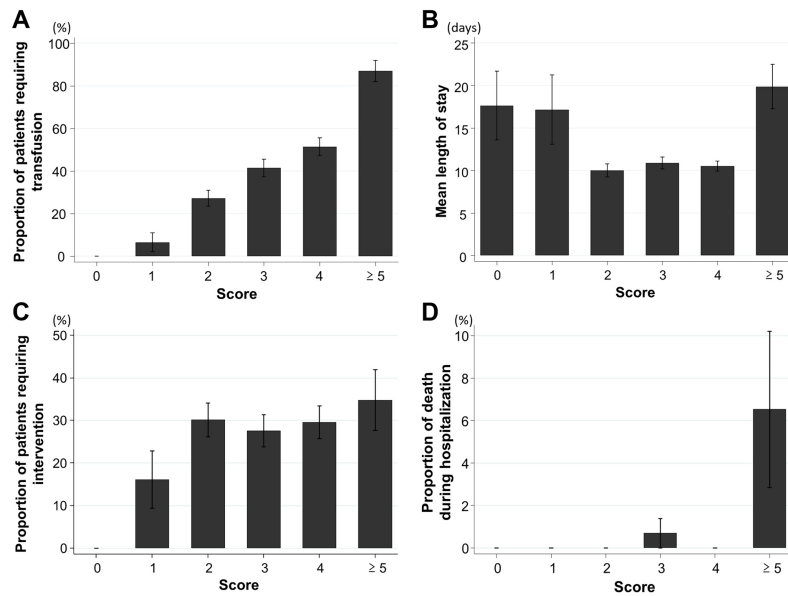 A
(%)
Proportion of patients requiring
transfusion
100
80
60
40
20
0
0 1 2 3 4 ≥ 5
Score
B
(days)
Mean length of
stay
25
20
15
10
5
0
0 1 2 3 4 ≥ 5
Score
C
(%)
Proportion of patients requiring
intervention
50
40
30
20
10
0
0 1 2 3 4 ≥ 5
Score
D
(%)
Proportion of death
during hospitalization
10
8
6
4
2
0
0 1 2 3 4 ≥ 5
Score